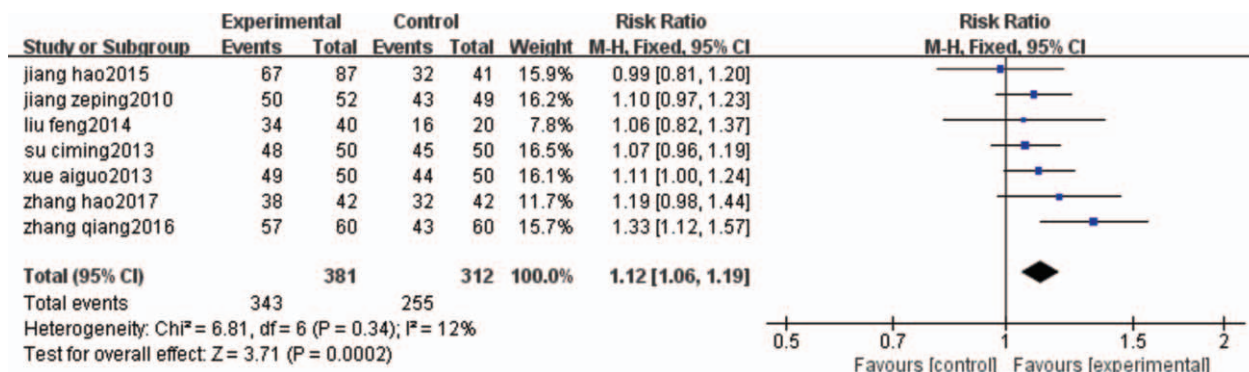 Experimental Control Risk Ratio Risk Ratio
Study or Subgroup Events Total Events Total Weight M-H, Fixed, 95% CI M-H, Fixed, 95% CI
jiang hao2015 67 87 32 41 15.9% 0.99 [0.81, 1.20]
jiang zeping2010 50 52 43 49 16.2% 1.10 [0.97, 1.23]
liu feng2014 34 40 16 20 7.8% 1.06 [0.82, 1.37]
su ciming2013 48 50 45 50 16.5% 1.07 [0.96, 1.19]
xue aiguo2013 49 50 44 50 16.1% 1.11 [1.00, 1.24]
zhang hao2017 38 42 32 42 11.7% 1.19 [0.98, 1.44]
zhang qiang2016 57 60 43 60 15.7% 1.33 [1.12, 1.57]
Total (95% CI) 381 312 100.0% 1.12 [1.06, 1.19]
Total events 343 255
Heterogeneity: Chi² = 6.81, df = 6 (P = 0.34); I² = 12%
Test for overall effect: Z = 3.71 (P = 0.0002)
0.5 0.7 1 1.5 2
Favours [control] Favours [experimental]